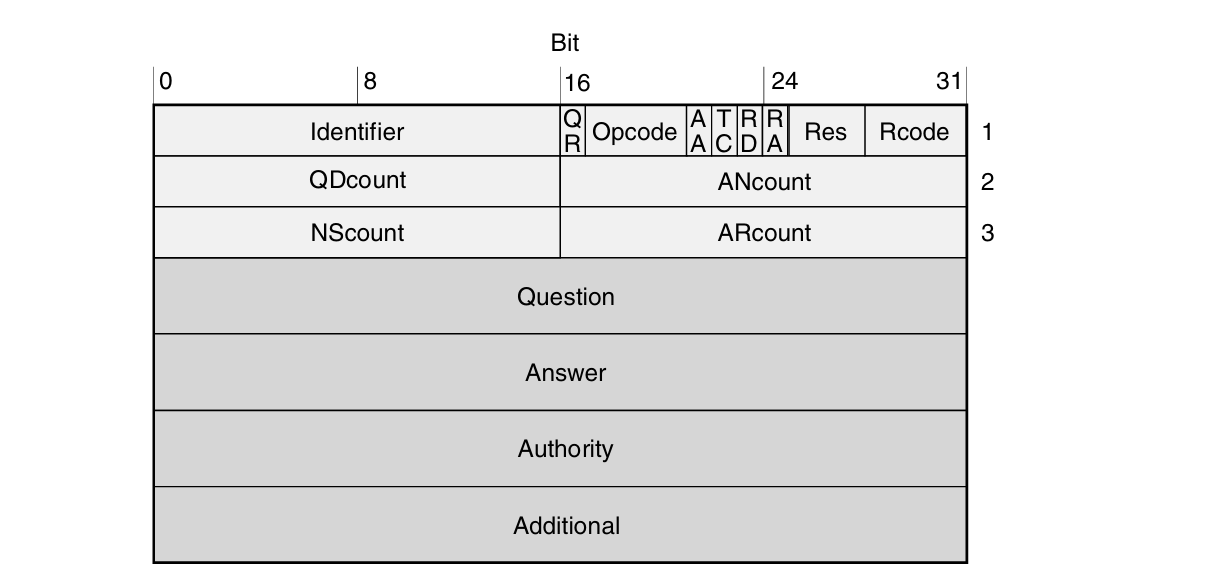 Bit
0 8 16 24 31
Identifier QR Opcode AA TC RD RA Res Rcode 1
QDcount ANcount 2
NScount ARcount 3
Question
Answer
Authority
Additional